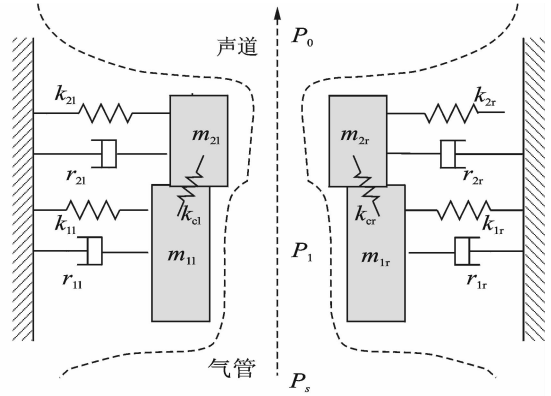 声道
P0
k2l
k2r
m2l
m2r
r2l
r2r
kcl
kcr
k1l
k1r
m1l
P1
m1r
r1l
r1r
气管
Ps